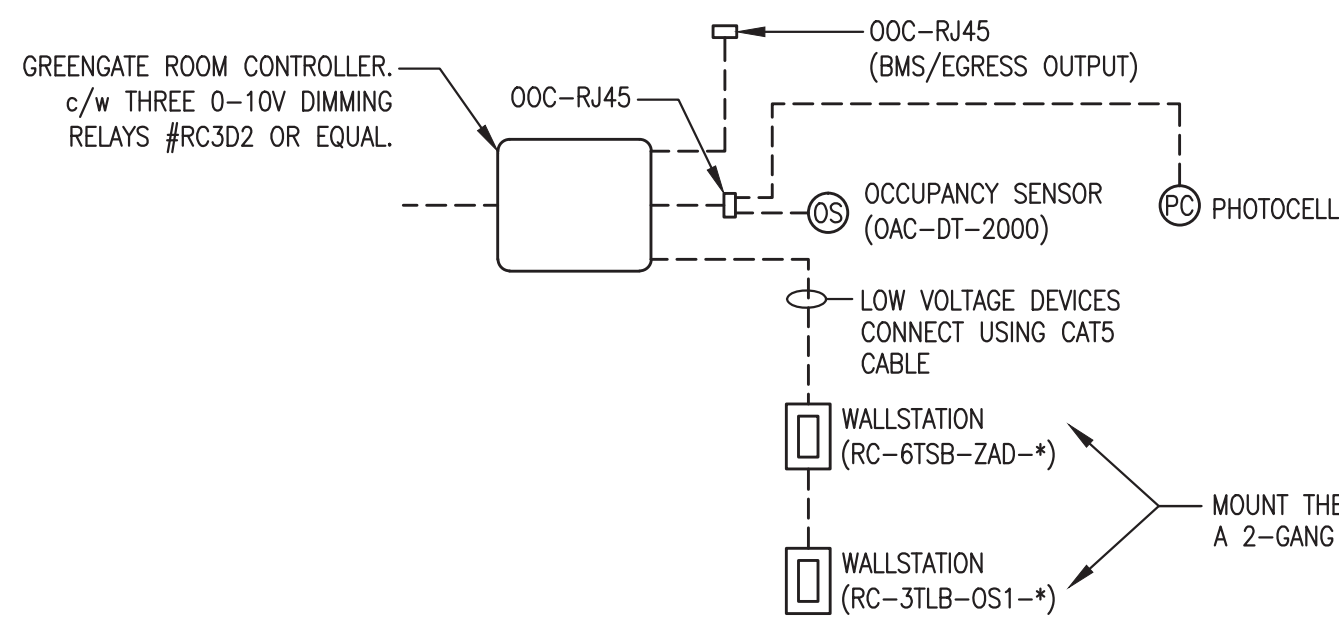 OOC-RJ45
(BMS/EGRESS OUTPUT)
GREENGATE ROOM CONTROLLER.
c/w THREE 0-10V DIMMING
RELAYS #RC3D2 OR EQUAL.
OOC-RJ45
OS
OCCUPANCY SENSOR
(OAC-DT-2000)
PC
PHOTOCELL
LOW VOLTAGE DEVICES
CONNECT USING CAT5
CABLE
WALLSTATION
(RC-6TSB-ZAD-*)
MOUNT
A 2-GANG
WALLSTATION
(RC-3TLB-OS1-*)